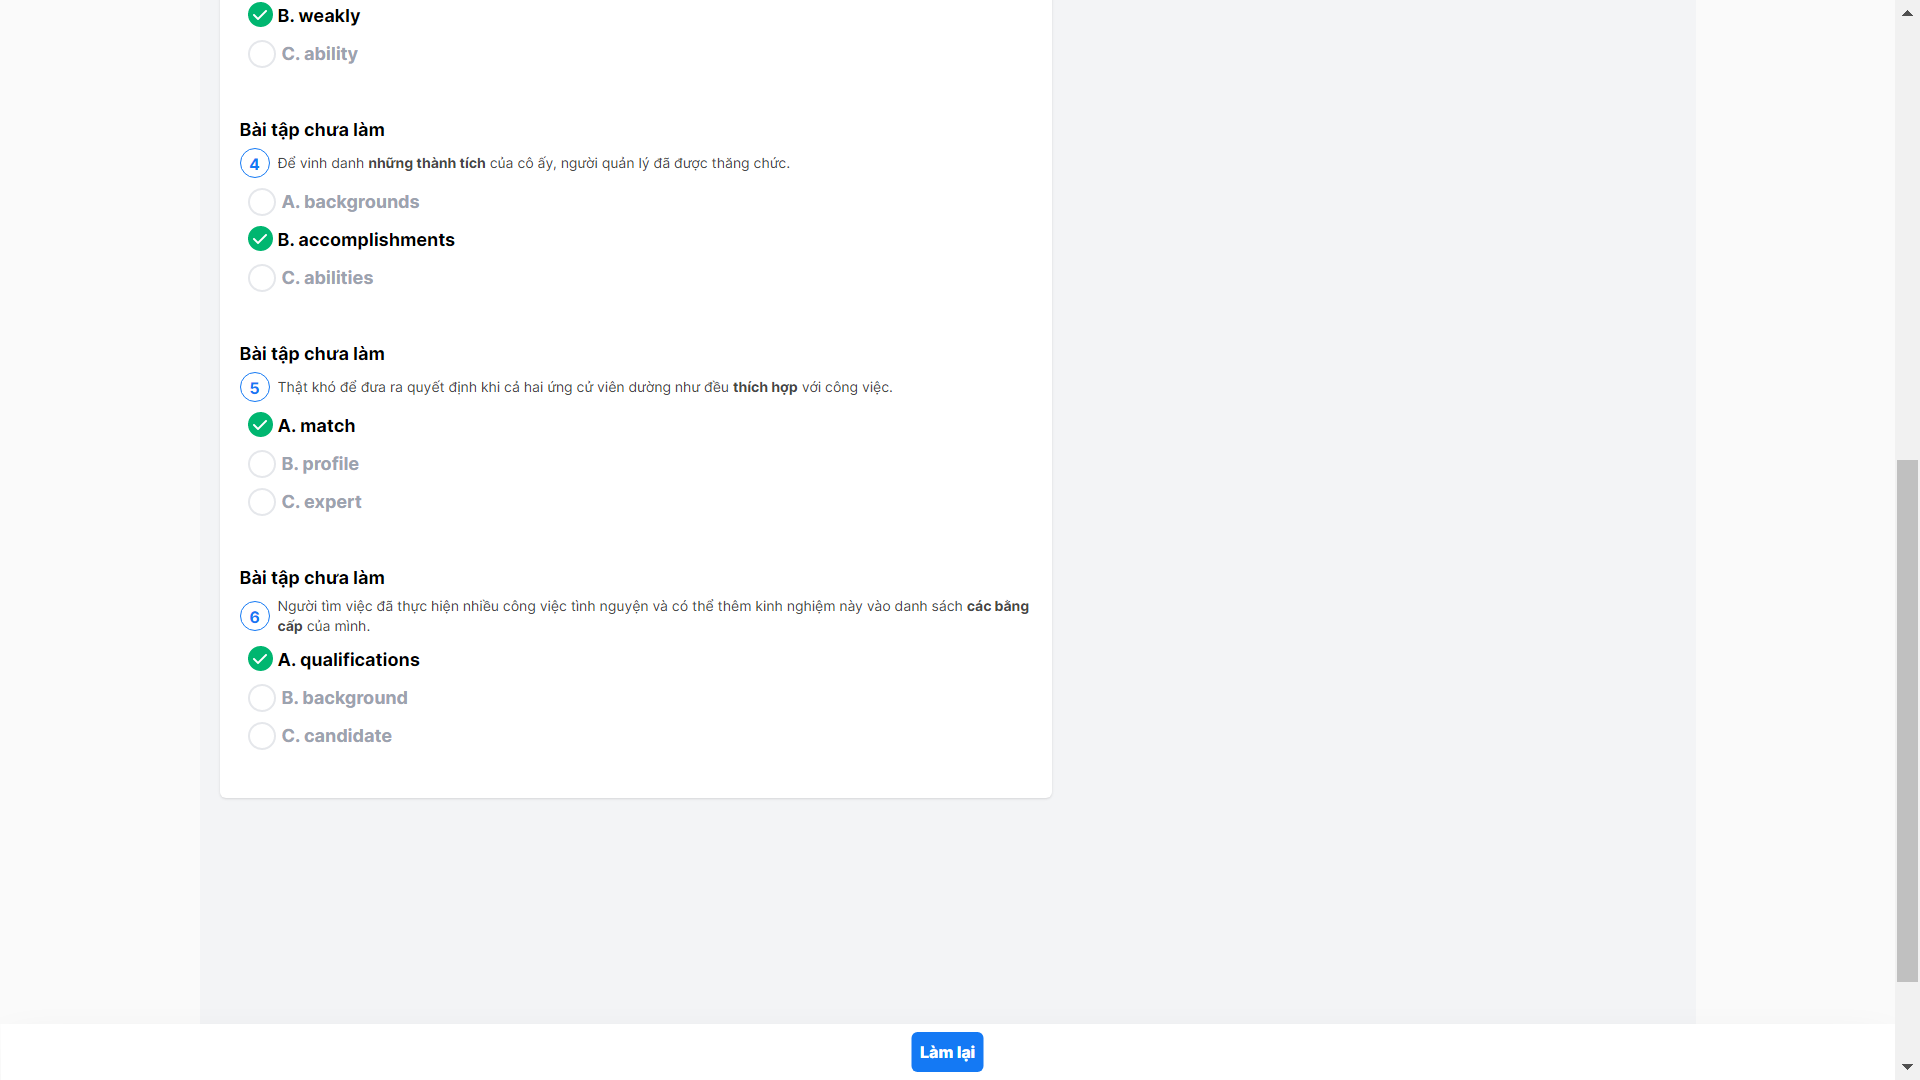 B. weakly
C. ability
Bài tập chưa làm
4 Để vinh danh những thành tích của cô ấy, người quản lý đã được thăng chức.
A. backgrounds
B. accomplishments
C. abilities
Bài tập chưa làm
5 Thật khó để đưa ra quyết định khi cả hai ứng cử viên dường như đều thích hợp với công việc.
A. match
B. profile
C. expert
Bài tập chưa làm
6 Người tìm việc đã thực hiện nhiều công việc tình nguyện và có thể thêm kinh nghiệm này vào danh sách các bằng
cấp của mình.
A. qualifications
B. background
C. candidate
Làm lại